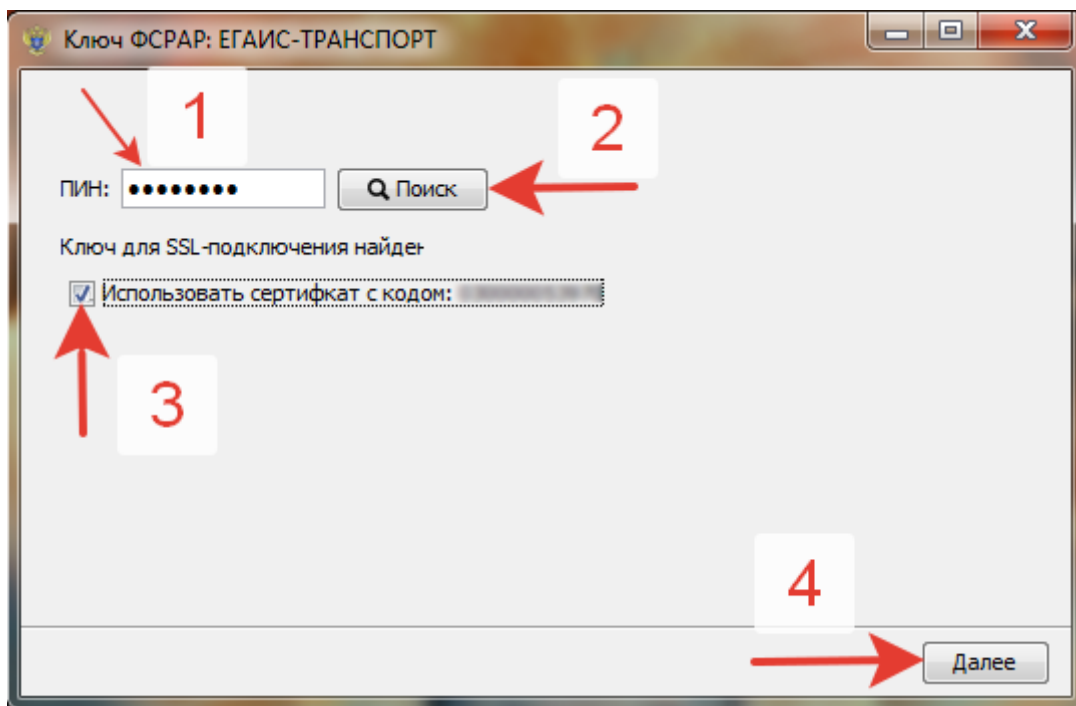 Ключ ФСРАР: ЕГАИС-ТРАНСПОРТ
1
2
ПИН: Поиск
Ключ для SSL-подключения найден
Использовать сертифкат с кодом:
3
4
Далее